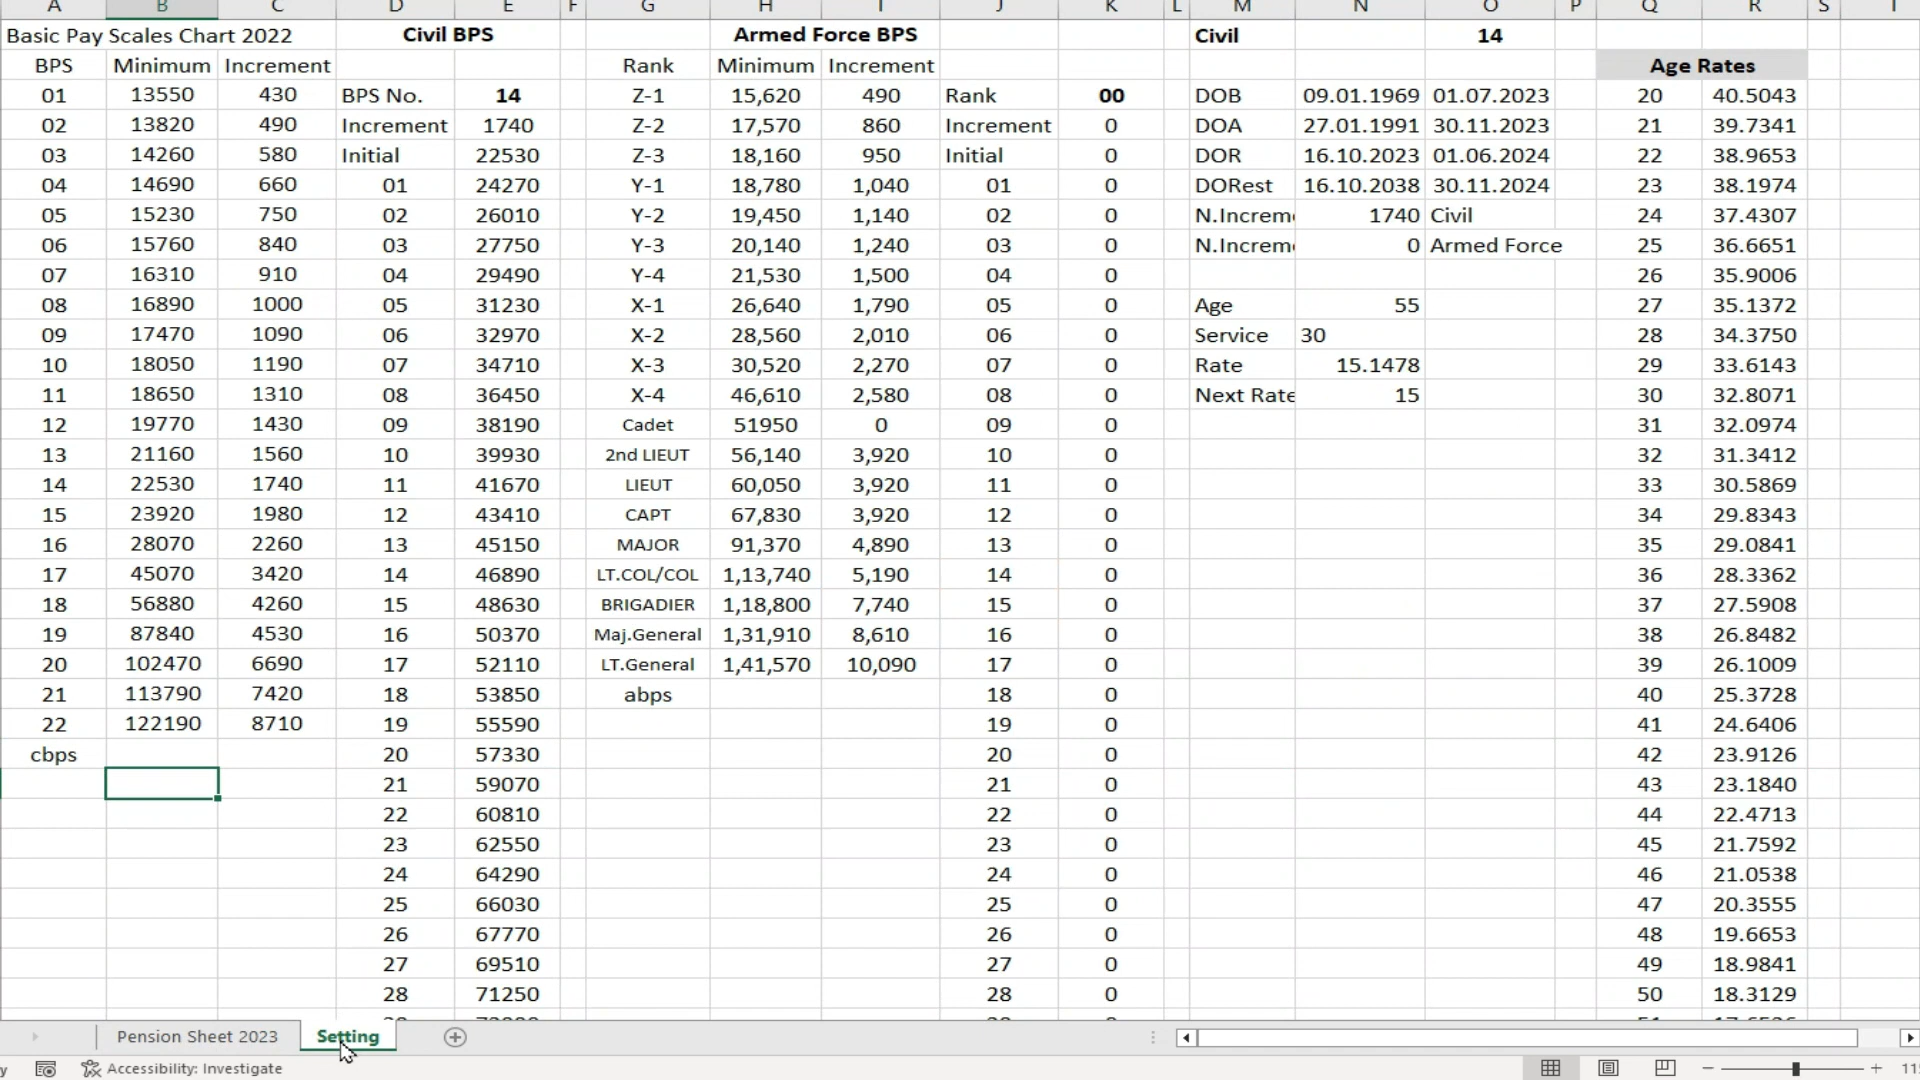 A B C D E F G H I J K L M N O P Q R S T
Basic Pay Scales Chart 2022 Civil BPS Armed Force BPS Civil 14
BPS Minimum Increment Rank Minimum Increment Age Rates
01 13550 430 BPS No. 14 Z-1 15,620 490 Rank 00 DOB 09.01.1969 01.07.2023 20 40.5043
02 13820 490 Increment 1740 Z-2 17,570 860 Increment 0 DOA 27.01.1991 30.11.2023 21 39.7341
03 14260 580 Initial 22530 Z-3 18,160 950 Initial 0 DOR 16.10.2023 01.06.2024 22 38.9653
04 14690 660 01 24270 Y-1 18,780 1,040 01 0 DORest 16.10.2038 30.11.2024 23 38.1974
05 15230 750 02 26010 Y-2 19,450 1,140 02 0 N.Increm 1740 Civil 24 37.4307
06 15760 840 03 27750 Y-3 20,140 1,240 03 0 N.Increm 0 Armed Force 25 36.6651
07 16310 910 04 29490 Y-4 21,530 1,500 04 0 26 35.9006
08 16890 1000 05 31230 X-1 26,640 1,790 05 0 Age 55 27 35.1372
09 17470 1090 06 32970 X-2 28,560 2,010 06 0 Service 30 28 34.3750
10 18050 1190 07 34710 X-3 30,520 2,270 07 0 Rate 15.1478 29 33.6143
11 18650 1310 08 36450 X-4 46,610 2,580 08 0 Next Rate 15 30 32.8071
12 19770 1430 09 38190 Cadet 51950 0 09 0 31 32.0974
13 21160 1560 10 39930 2nd LIEUT 56,140 3,920 10 0 32 31.3412
14 22530 1740 11 41670 LIEUT 60,050 3,920 11 0 33 30.5869
15 23920 1980 12 43410 CAPT 67,830 3,920 12 0 34 29.8343
16 28070 2260 13 45150 MAJOR 91,370 4,890 13 0 35 29.0841
17 45070 3420 14 46890 LT.COL/COL 1,13,740 5,190 14 0 36 28.3362
18 56880 4260 15 48630 BRIGADIER 1,18,800 7,740 15 0 37 27.5908
19 87840 4530 16 50370 Maj.General 1,31,910 8,610 16 0 38 26.8482
20 102470 6690 17 52110 LT.General 1,41,570 10,090 17 0 39 26.1009
21 113790 7420 18 53850 abps 18 0 40 25.3728
22 122190 8710 19 55590 19 0 41 24.6406
cbps 20 57330 20 0 42 23.9126
21 59070 21 0 43 23.1840
22 60810 22 0 44 22.4713
23 62550 23 0 45 21.7592
24 64290 24 0 46 21.0538
25 66030 25 0 47 20.3555
26 67770 26 0 48 19.6653
27 69510 27 0 49 18.9841
28 71250 28 0 50 18.3129
Pension Sheet 2023 Setting
Accessibility: Investigate